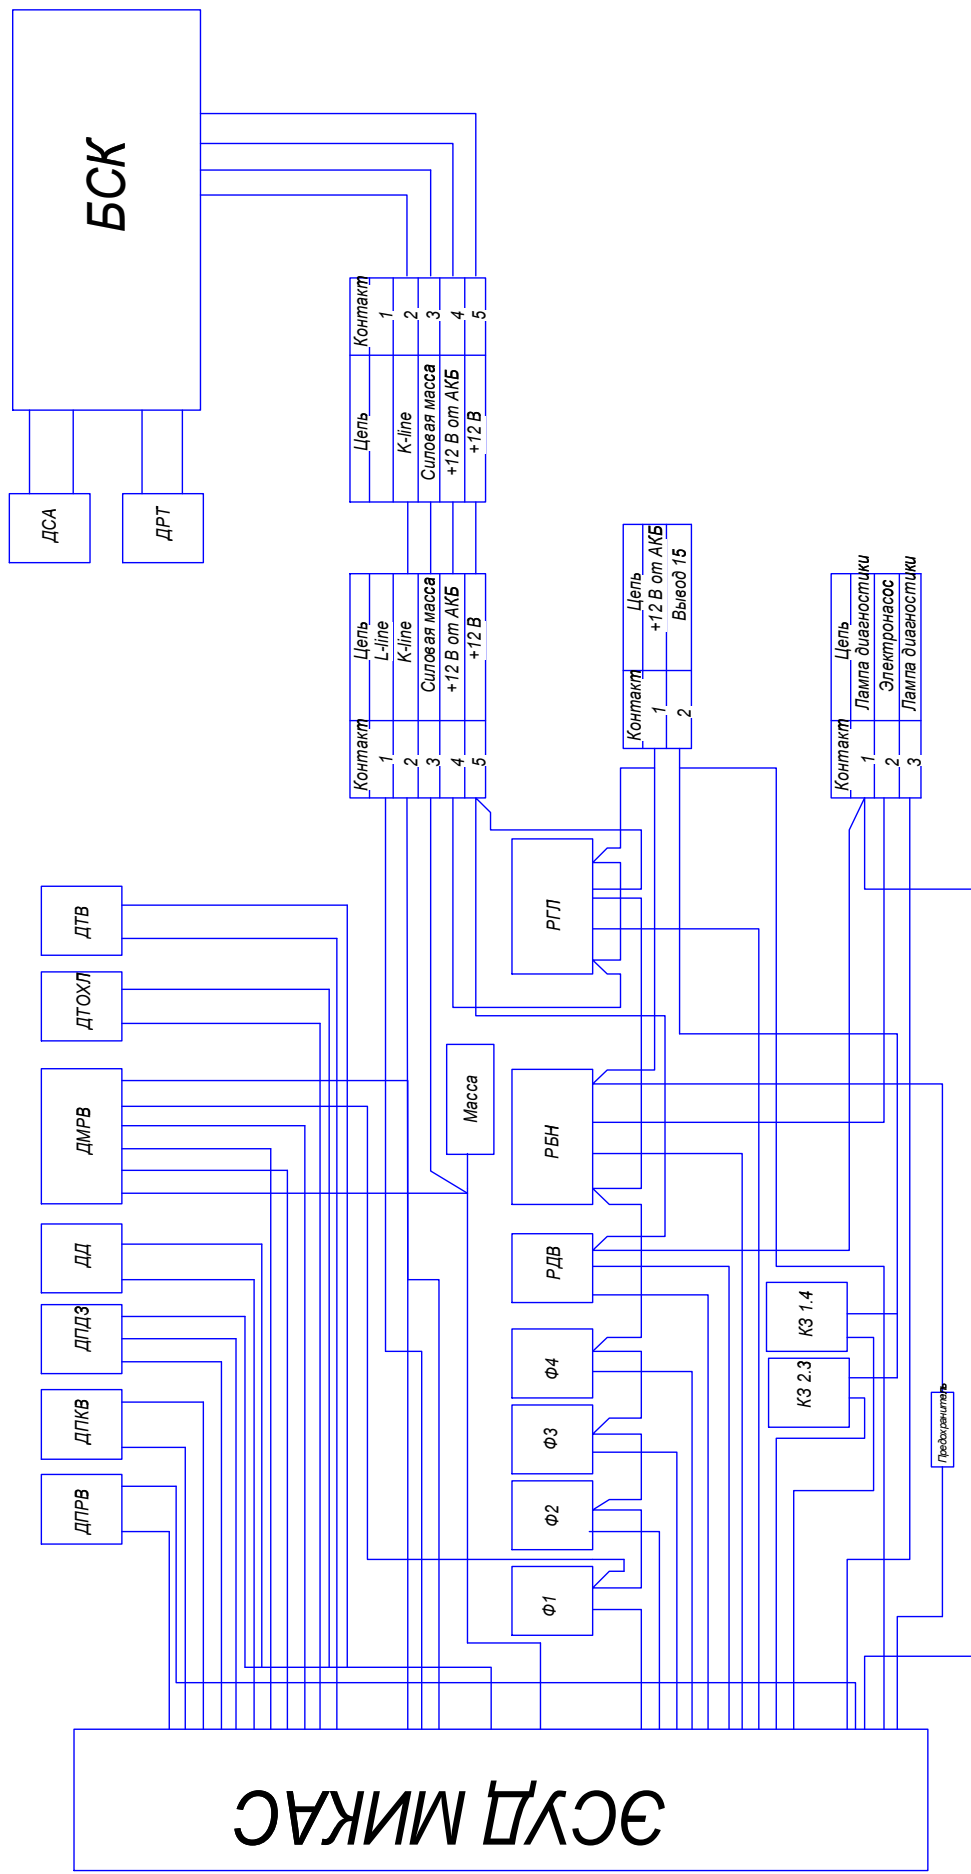 БСК
ДСА
ДРТ
Контакт
1
2
3
4
5
Цепь
K-line
Силовая масса
+12 В от АКБ
+12 В
Цепь
L-line
K-line
Силовая масса
+12 В от АКБ
+12 В
Контакт
1
2
3
4
5
Цепь
+12 В от АКБ
Вывод 15
Контакт
1
2
Цепь
Лампа диагностики
Электронасос
Лампа диагностики
Контакт
1
2
3
ДТВ
ДТОХЛ
ДМРВ
ДД
ДПДЗ
ДПКВ
ДПРВ
Масса
РГЛ
РБН
РДВ
Ф4
Ф3
Ф2
Ф1
КЗ 1.4
КЗ 2.3
Предохранитель
ЭСУД МИКАС